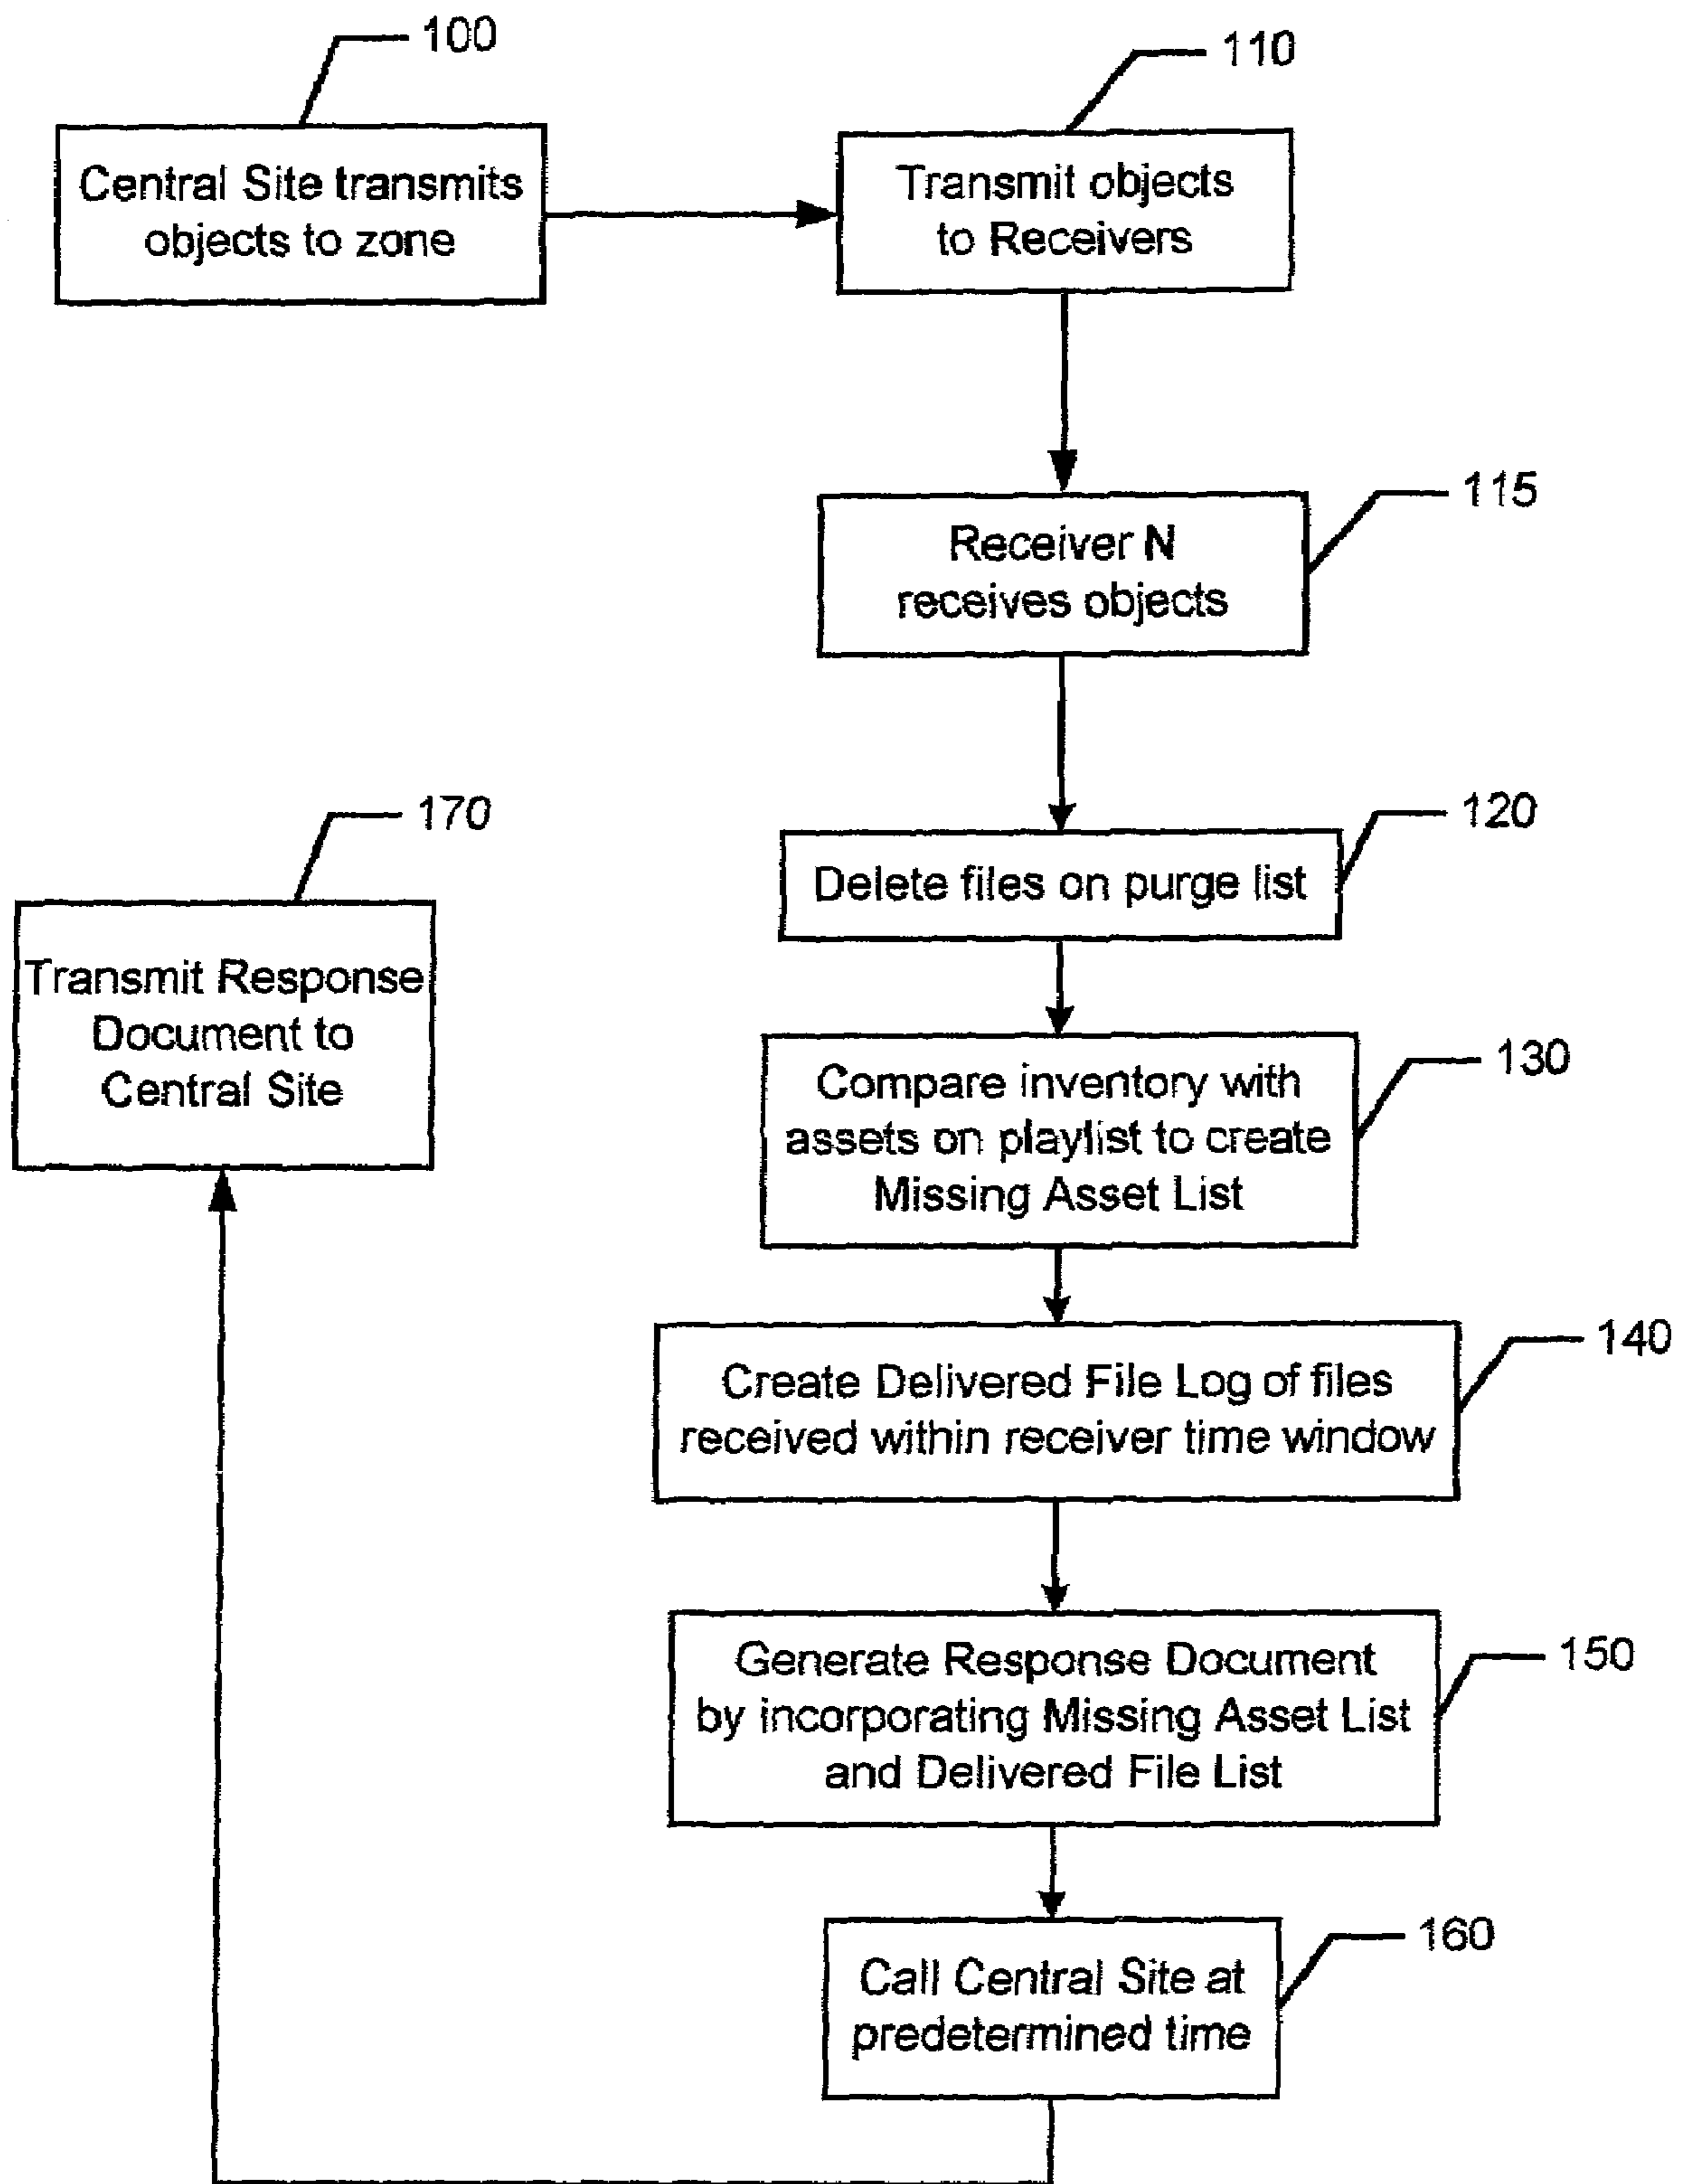 100
Central Site transmits
objects to zone
110
Transmit objects
to Receivers
115
Receiver N
receives objects
120
Delete files on purge list
130
Compare inventory with
assets on playlist to create
Missing Asset List
140
Create Delivered File Log of files
received within receiver time window
150
Generate Response Document
by incorporating Missing Asset List
and Delivered File List
160
Call Central Site at
predetermined time
170
Transmit Response
Document to
Central Site